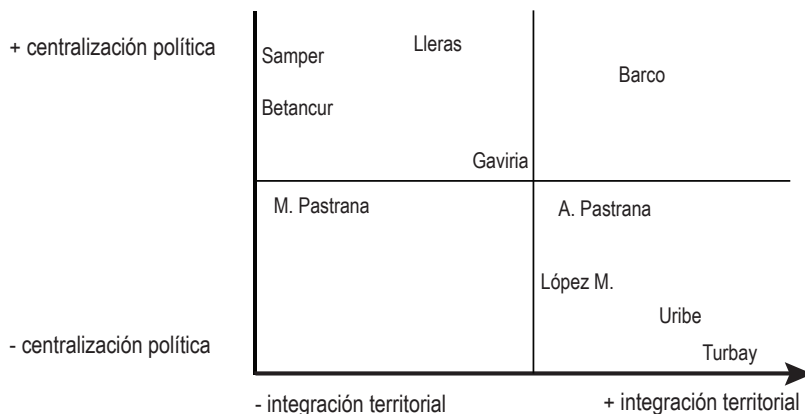 + centralización política
Samper
Lleras
Barco
Betancur
Gaviria
M. Pastrana
A. Pastrana
López M.
Uribe
- centralización política
Turbay
- integración territorial
+ integración territorial